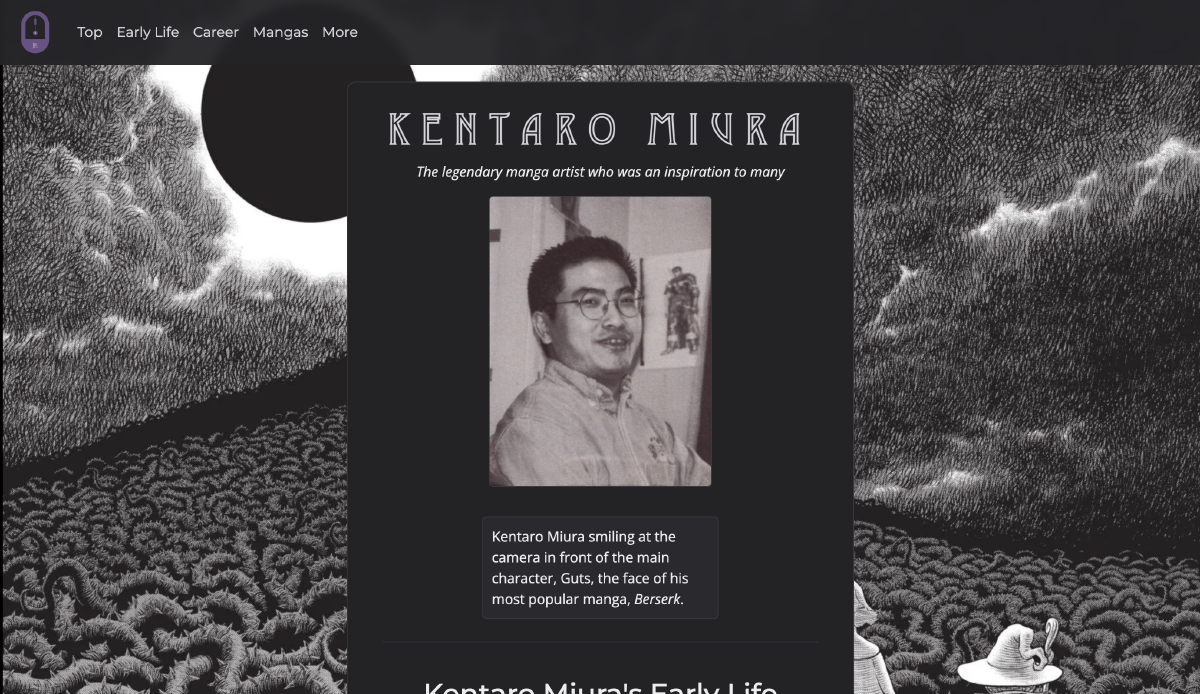 Top Early Life Career Mangas More
KENTARO MIURA
The legendary manga artist who was an inspiration to many
Kentaro Miura smiling at the
camera in front of the main
character, Guts, the face of his
most popular manga, Berserk.
Kentaro Miura's Early Life